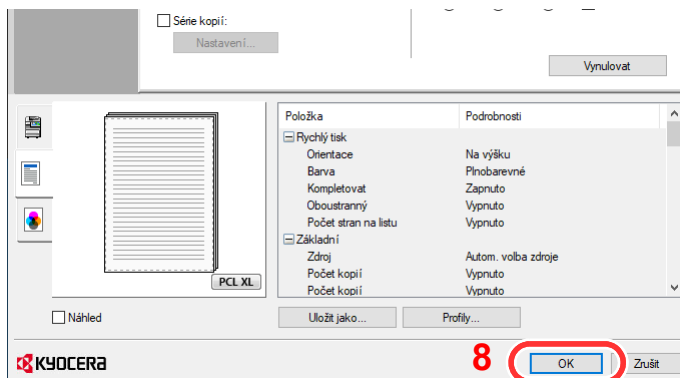 Série kopií:
Nastavení...
Vynulovat
Položka Podrobnosti
Rychlý tisk
Orientace Na výšku
Barva Plnobarevné
Kompletovat Zapnuto
Oboustranný Vypnuto
Počet stran na listu Vypnuto
Základní
Zdroj Autom. volba zdroje
Počet kopií Vypnuto
Počet kopií Vypnuto
PCL XL
Náhled Uložit jako... Profily...
KYOCERA 8 OK Zrušit